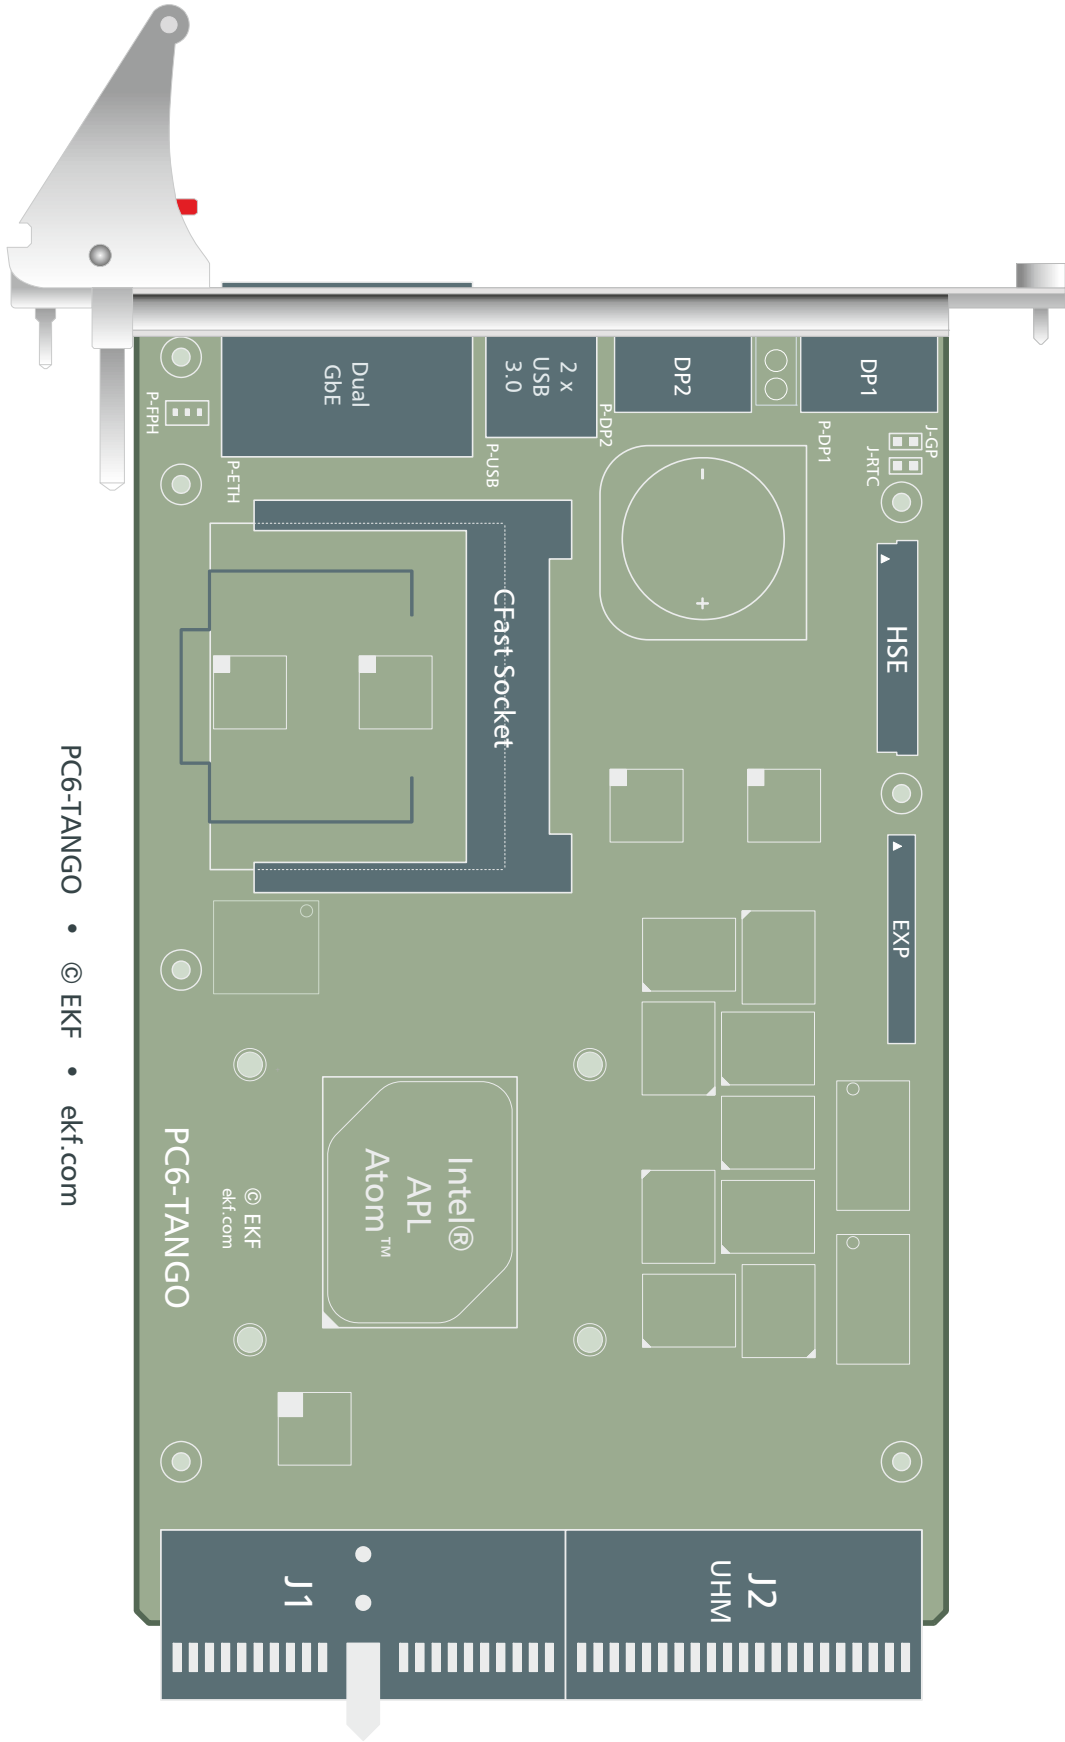 Dual
GbE
2 x
USB
3.0
DP2
DP1
P-FPH
P-ETH
P-USB
P-DP2
P-DP1
J-GP
J-RTC
-
+
CFast Socket
HSE
EXP
PC6-TANGO • © EKF • ekf.com
Intel®
APL
Atom™
© EKF
ekf.com
PC6-TANGO
J1
J2
UHM